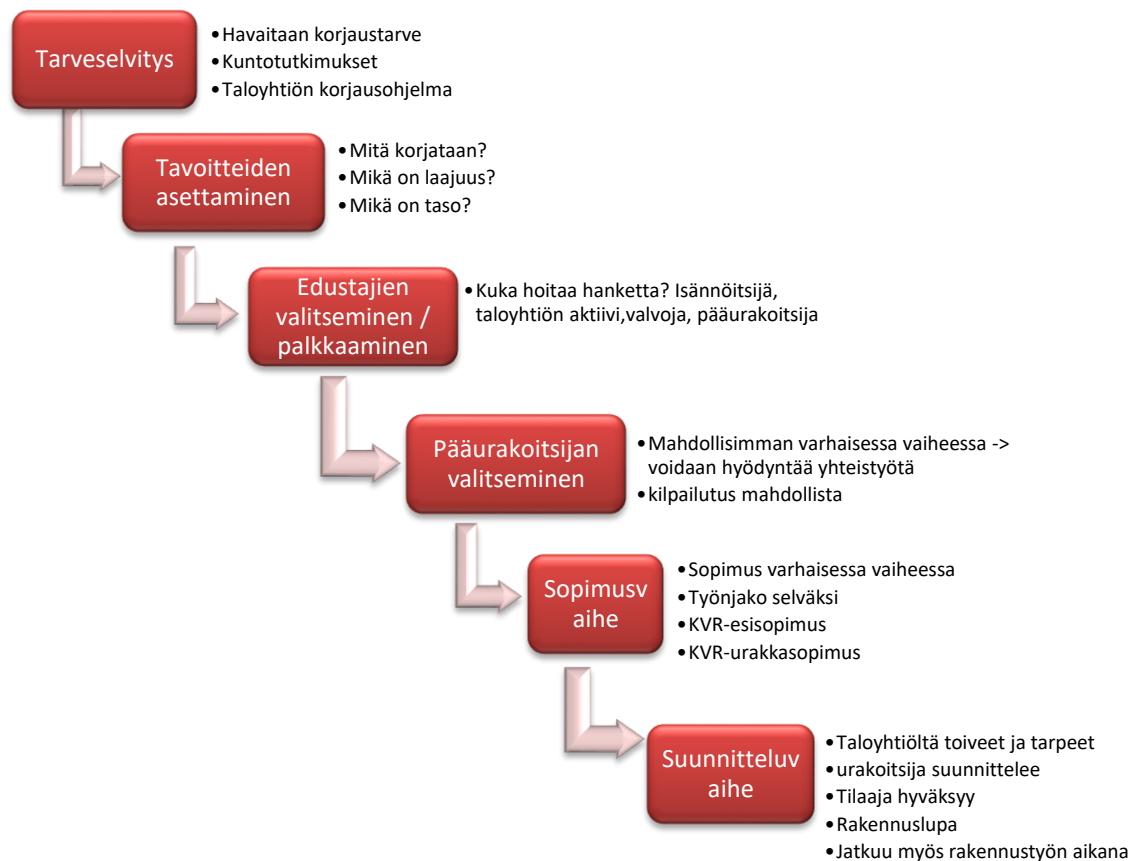 Tarveselvitys
•Havaitaan korjaustarve
•Kuntotutkimukset
•Taloyhtiön korjausohjelma
Tavoitteiden
asettaminen
•Mitä korjataan?
•Mikä on laajuus?
•Mikä on taso?
Edustajien
valitseminen /
palkkaaminen
•Kuka hoitaa hanketta? Isännöitsijä,
taloyhtiön aktiivi,valvoja, pääurakoitsija
Pääurakoitsijan
valitseminen
•Mahdollisimman varhaisessa vaiheessa ->
voidaan hyödyntää yhteistyötä
•kilpailutus mahdollista
Sopimusv
aihe
•Sopimus varhaisessa vaiheessa
•Työnjako selväksi
•KVR-esisopimus
•KVR-urakkasopimus
Suunnitteluv
aihe
•Taloyhtiöltä toiveet ja tarpeet
•urakoitsija suunnittelee
•Tilaaja hyväksyy
•Rakennuslupa
•Jatkuu myös rakennustyön aikana